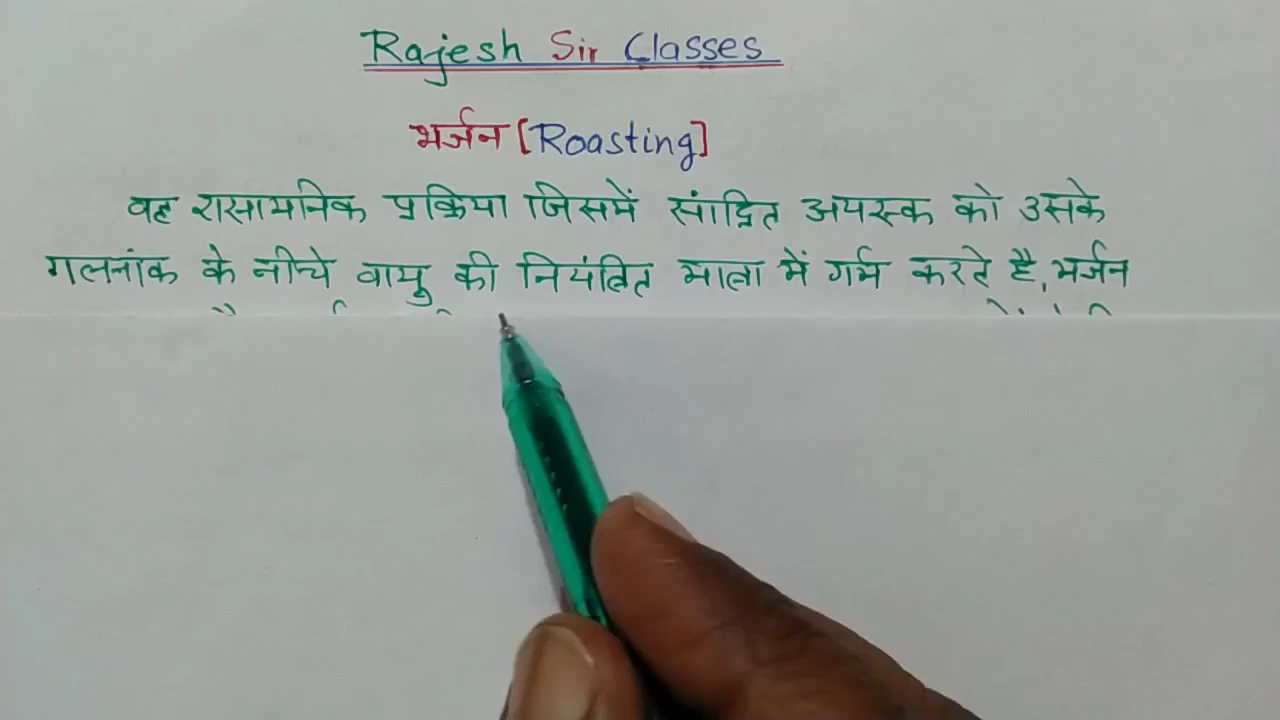 Rajesh Sir Classes
भर्जन [Roasting]
वह रासायनिक प्रक्रिया जिसमें सांद्रित अयस्क को उसके
गलनांक के नीचे वायु की नियंत्रित मात्रा में गर्म करते है, भर्जन